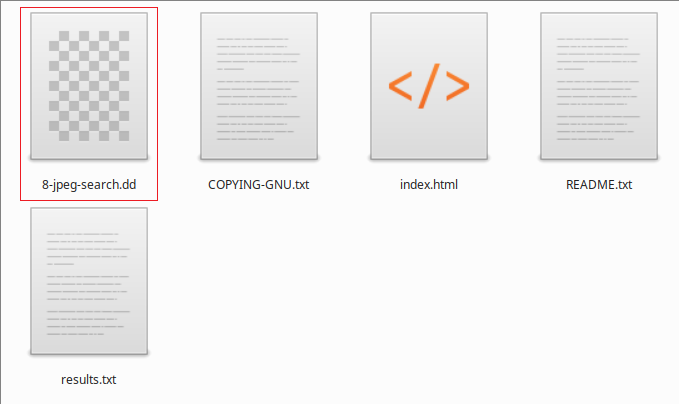 8-jpeg-search.dd
COPYING-GNU.txt
</>
index.html
README.txt
results.txt